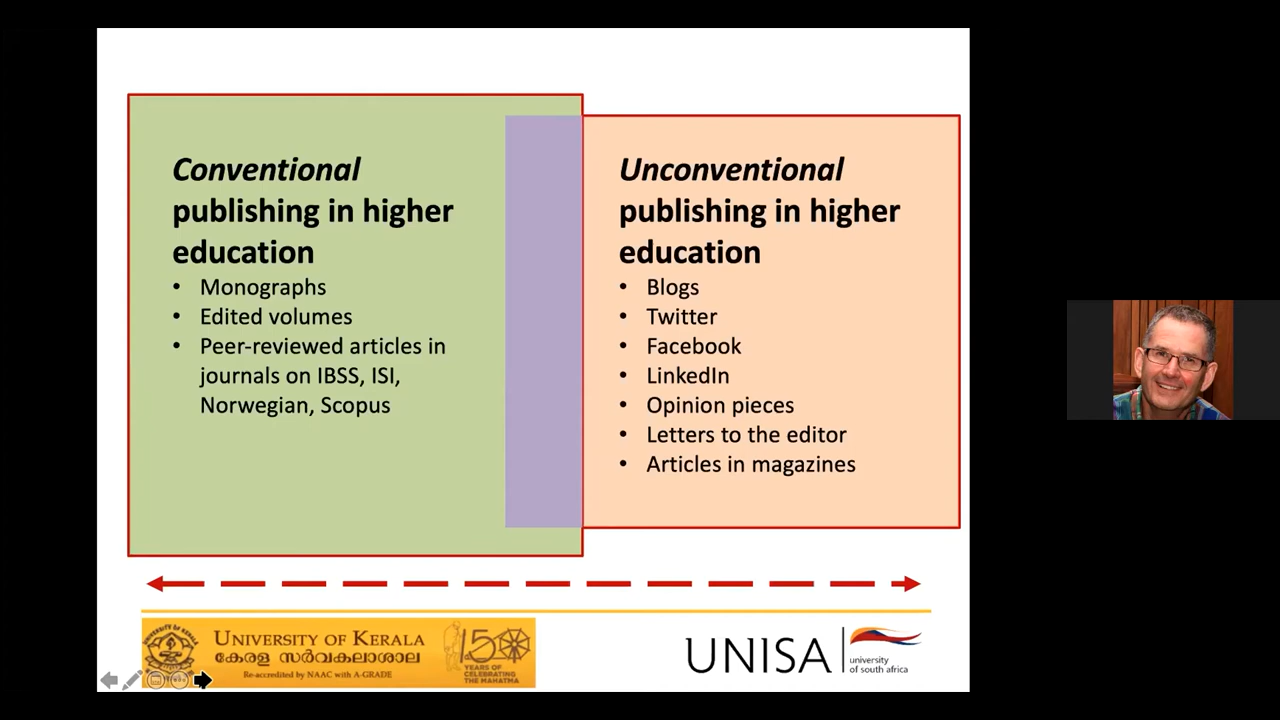 Conventional
publishing in higher
education
• Monographs
• Edited volumes
• Peer-reviewed articles in
journals on IBSS, ISI,
Norwegian, Scopus
Unconventional
publishing in higher
education
• Blogs
• Twitter
• Facebook
• LinkedIn
• Opinion pieces
• Letters to the editor
• Articles in magazines
UNIVERSITY OF KERALA
കേരള സർവകലാശാല
Re-accredited by NAAC with A-GRADE
150
YEARS OF
CELEBRATING
THE MAHATMA
UNISA
university
of south africa